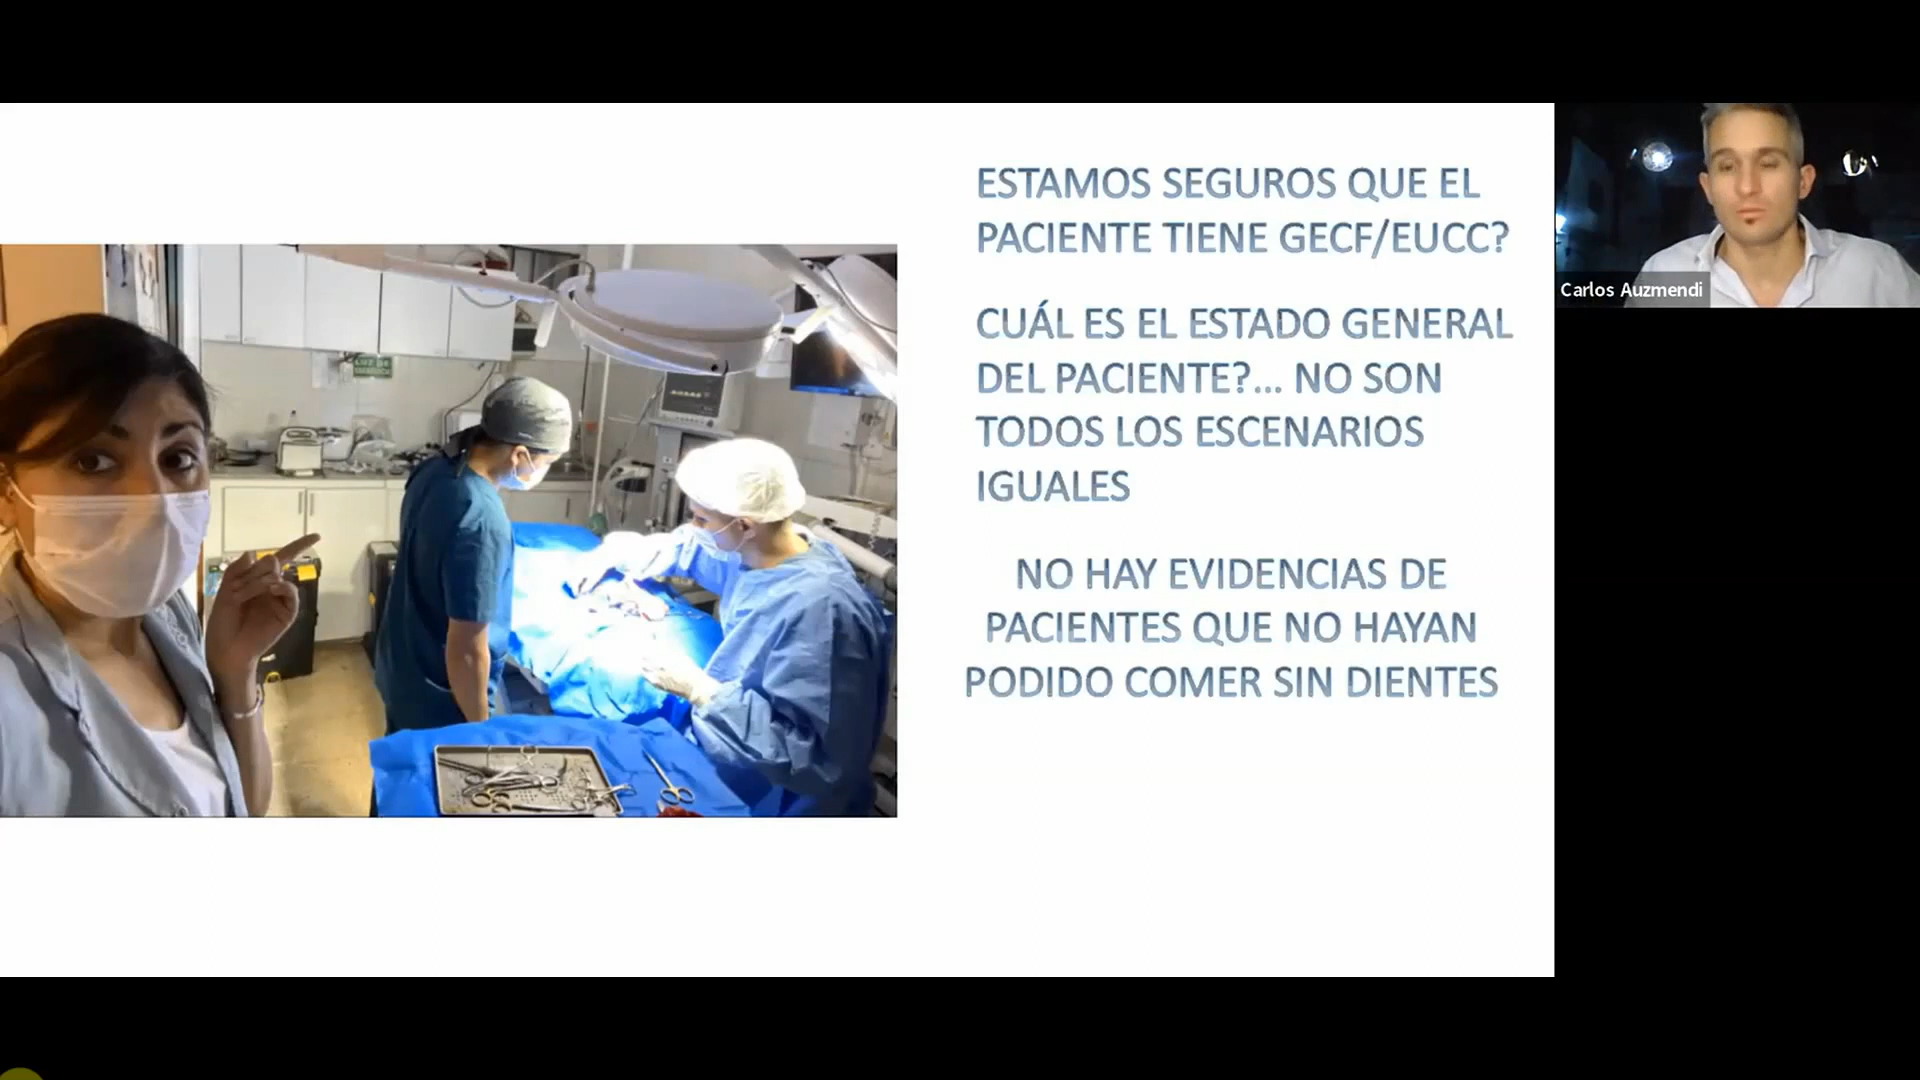 ESTAMOS SEGUROS QUE EL
PACIENTE TIENE GECF/EUCC?
CUÁL ES EL ESTADO GENERAL
DEL PACIENTE?... NO SON
TODOS LOS ESCENARIOS
IGUALES
NO HAY EVIDENCIAS DE
PACIENTES QUE NO HAYAN
PODIDO COMER SIN DIENTES
Carlos Auzmendi